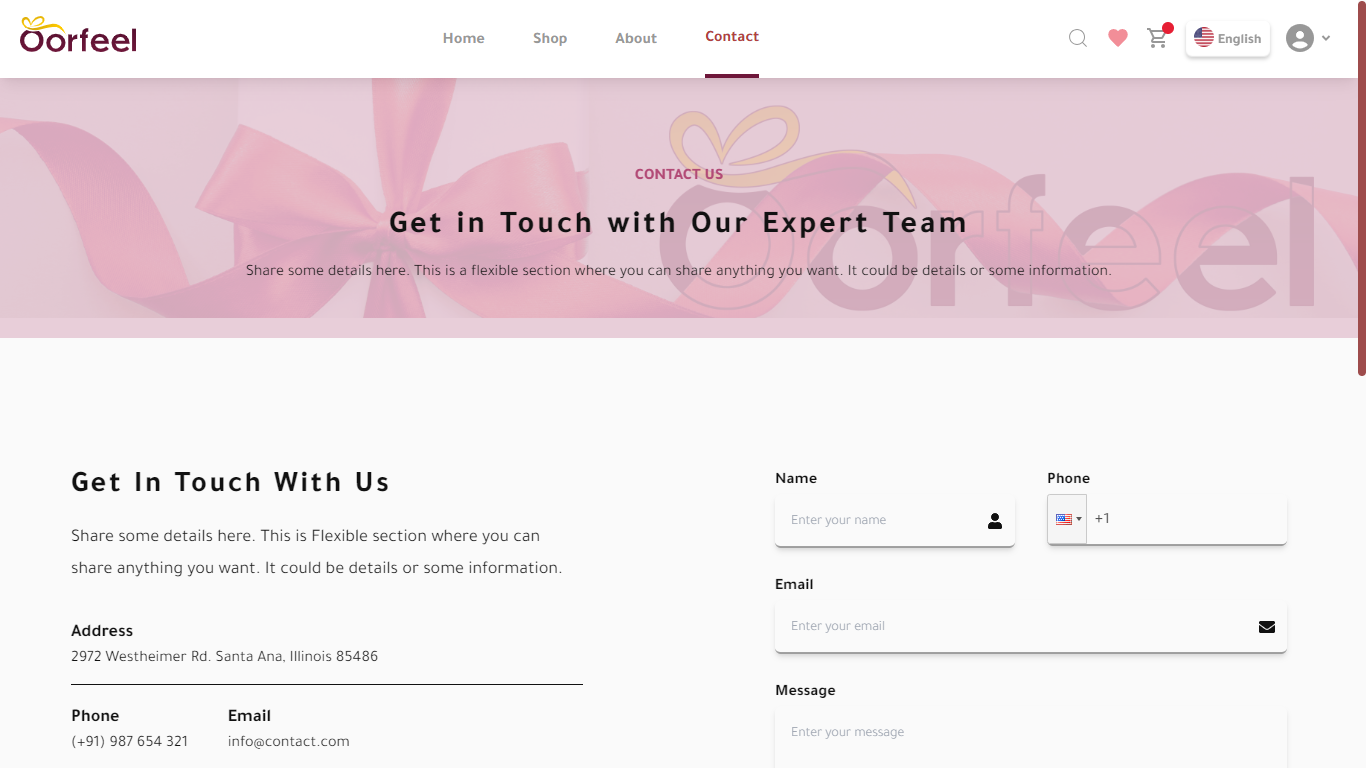 Oorfeel
Home
Shop
About
Contact
English
CONTACT US
Get in Touch with Our Expert Team
Share some details here. This is a flexible section where you can share anything you want. It could be details or some information.
Oorfeel
Get In Touch With Us
Share some details here. This is Flexible section where you can
share anything you want. It could be details or some information.
Address
2972 Westheimer Rd. Santa Ana, Illinois 85486
Phone
(+91) 987 654 321
Email
info@contact.com
Name
Enter your name
Phone
+1
Email
Enter your email
Message
Enter your message